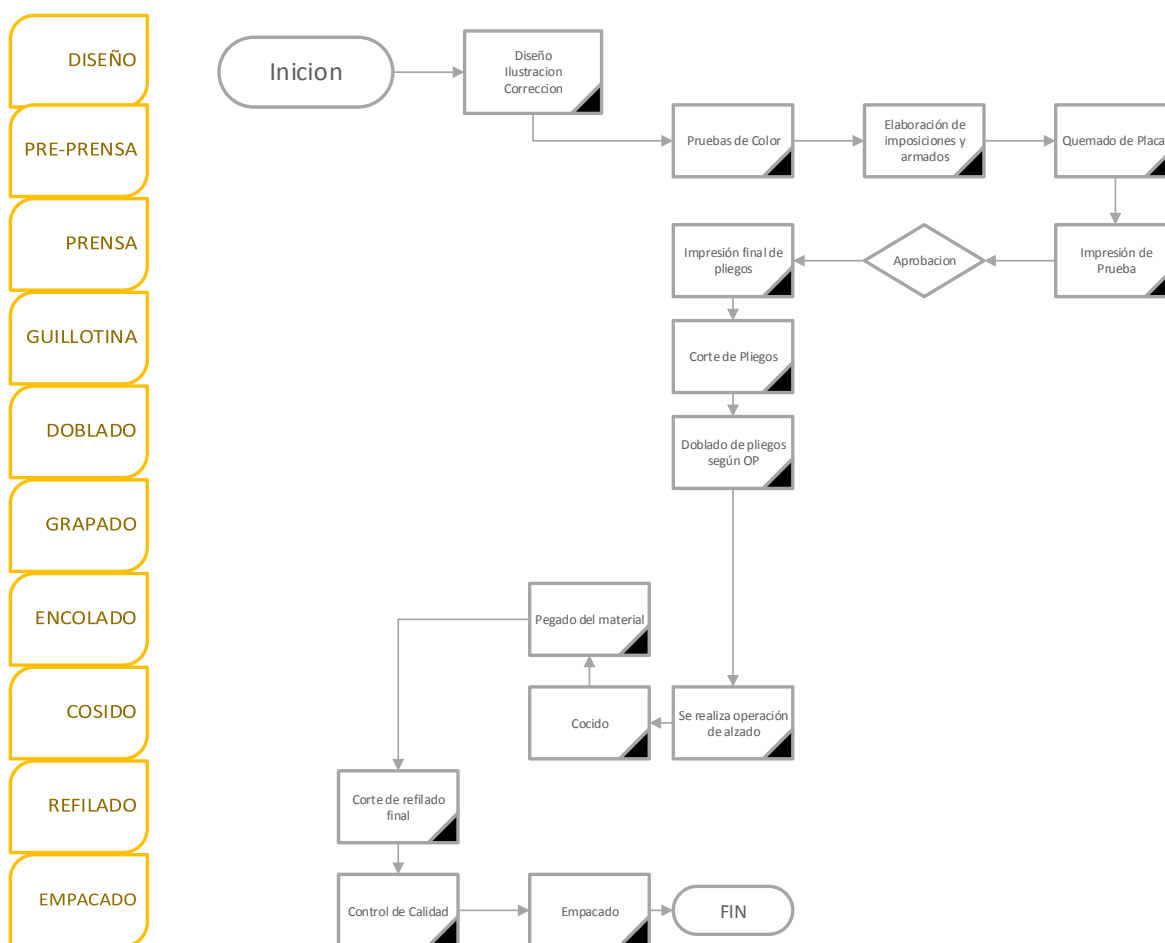 DISEÑO
Inicion
Diseño
Ilustracion
Correccion
PRE-PRENSA
Pruebas de Color
Elaboración de
imposiciones y
armados
Quemado de Placa
PRENSA
Impresión final de
pliegos
Aprobacion
Impresión de
Prueba
GUILLOTINA
Corte de Pliegos
DOBLADO
Doblado de pliegos
según OP
GRAPADO
ENCOLADO
Pegado del material
COSIDO
Cocido
Se realiza operación
de alzado
REFILADO
Corte de refilado
final
EMPACADO
Control de Calidad
Empacado
FIN